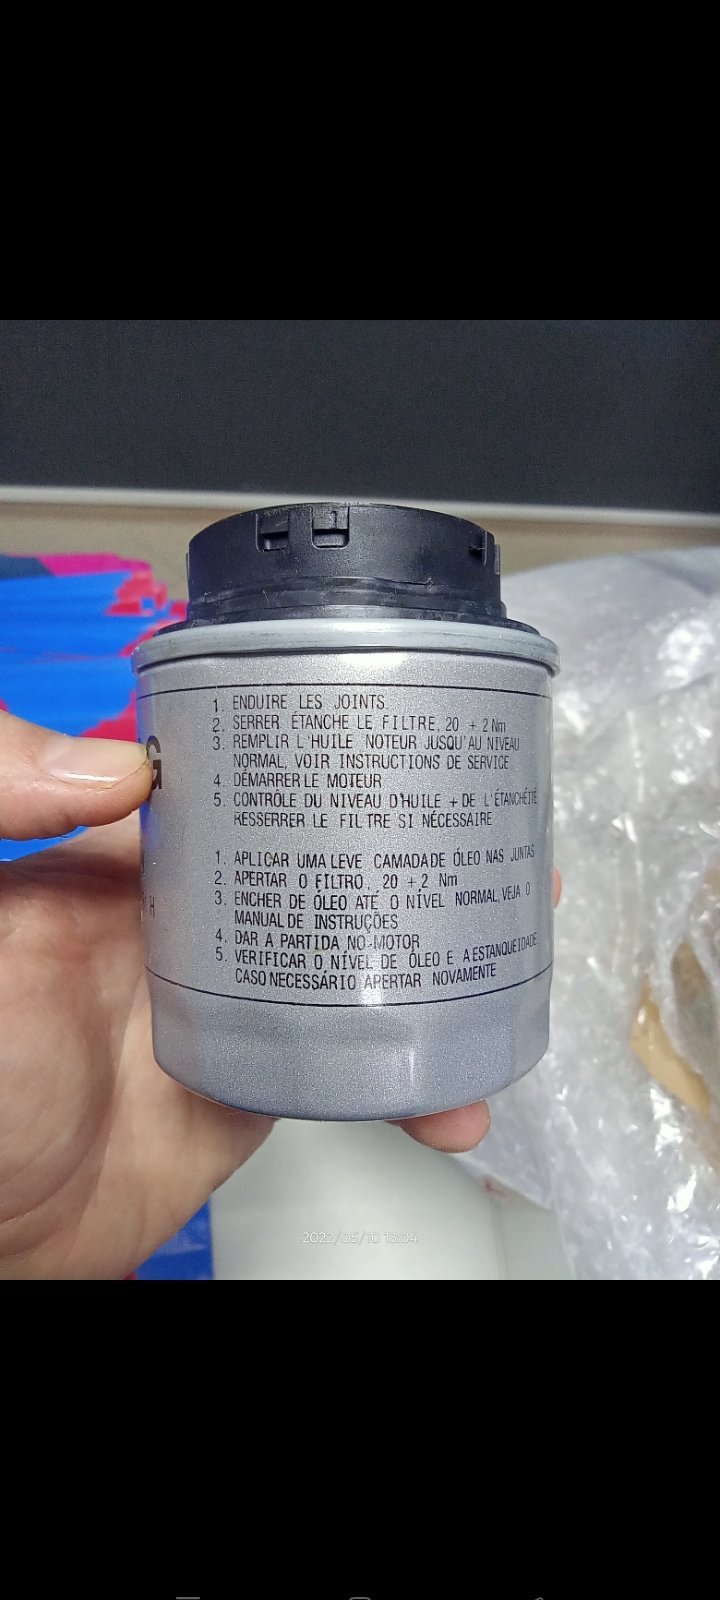 G
H
1. ENDUIRE LES JOINTS
2. SERRER ÉTANCHE LE FILTRE, 20 + 2 Nm
3. REMPLIR L'HUILE NOTEUR JUSQU'AU NIVEAU
NORMAL, VOIR INSTRUCTIONS DE SERVICE
4. DÉMARRER LE MOTEUR
5. CONTRÔLE DU NIVEAU D'HUILE + DE L'ÉTANCHÉITÉ
RESSERRER LE FILTRE SI NÉCESSAIRE
1. APLICAR UMA LEVE CAMADA DE ÓLEO NAS JUNTAS
2. APERTAR O FILTRO, 20 + 2 Nm
3. ENCHER DE ÓLEO ATÉ O NÍVEL NORMAL, VEJA O
MANUAL DE INSTRUÇÕES
4. DAR A PARTIDA NO MOTOR
5. VERIFICAR O NÍVEL DE ÓLEO E A ESTANQUEIDADE
CASO NECESSÁRIO APERTAR NOVAMENTE
2022/05/10 13:04